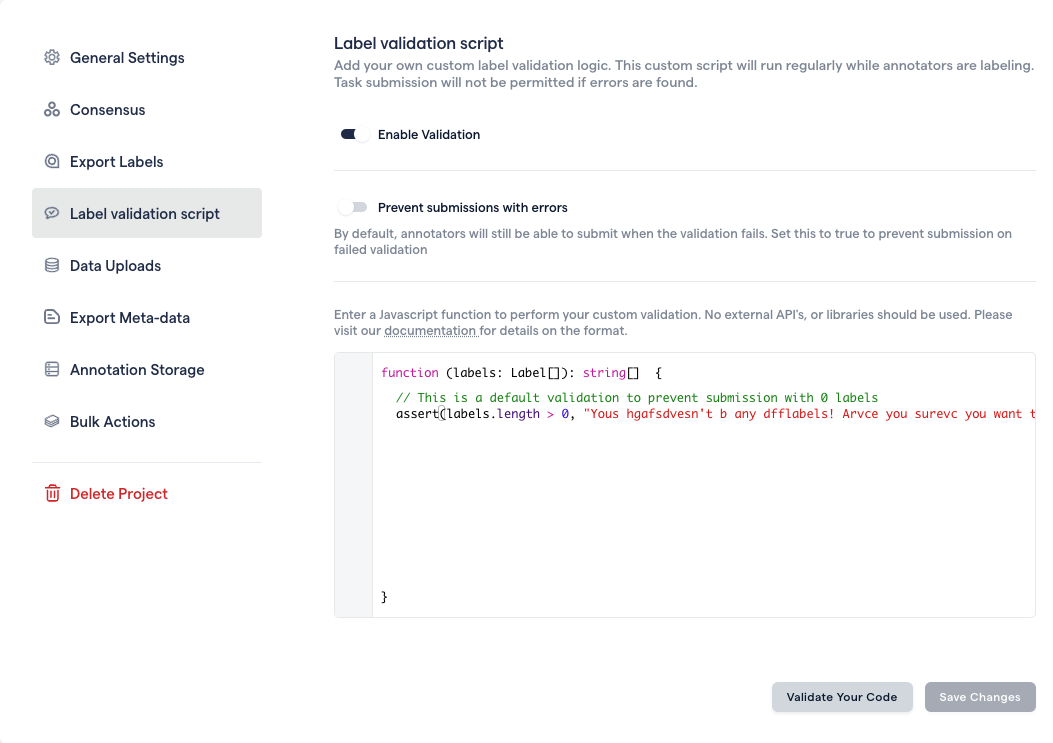 General Settings
Consensus
Export Labels
Label validation script
Data Uploads
Export Meta-data
Annotation Storage
Bulk Actions
Delete Project
Label validation script
Add your own custom label validation logic. This custom script will run regularly while annotators are labeling.
Task submission will not be permitted if errors are found.
Enable Validation
Prevent submissions with errors
By default, annotators will still be able to submit when the validation fails. Set this to true to prevent submission on
failed validation
Enter a Javascript function to perform your custom validation. No external API's, or libraries should be used. Please
visit our documentation for details on the format.
function (labels: Label[]): string[]  {
// This is a default validation to prevent submission with 0 labels
assert(labels.length > 0, "Yous hgafsdvesn't b any dfflabels! Arvce you surevc you want t
}
Validate Your Code
Save Changes